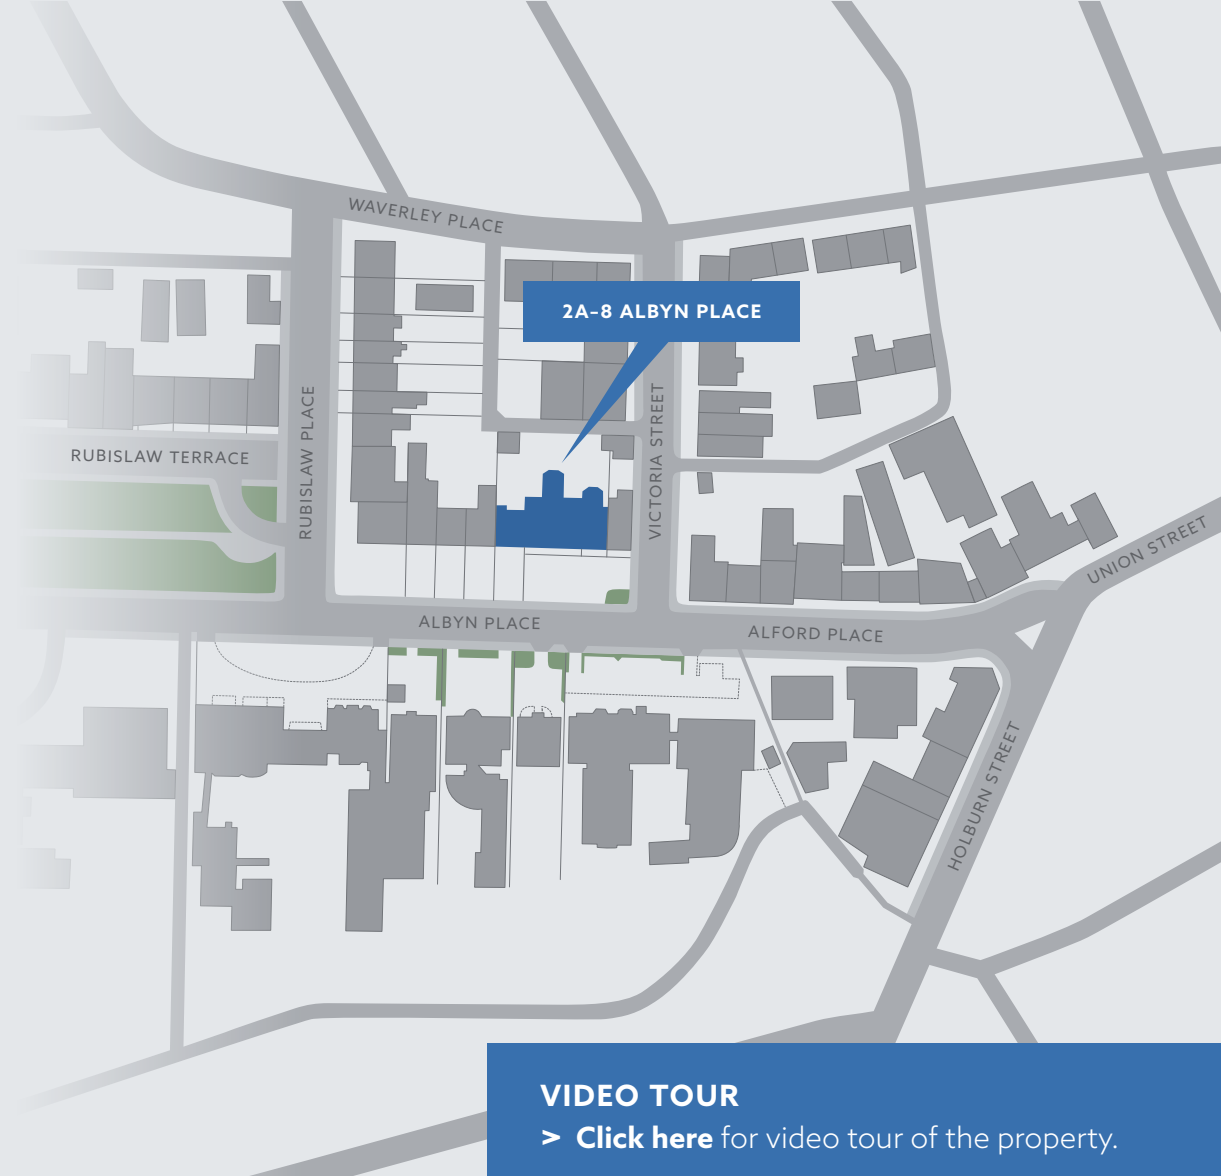 WAVERLEY PLACE
2A-8 ALBYN PLACE
RUBISLAW PLACE
VICTORIA STREET
RUBISLAW TERRACE
UNION STREET
ALBYN PLACE
ALFORD PLACE
HOLBURN STREET
VIDEO TOUR
> Click here for video tour of the property.